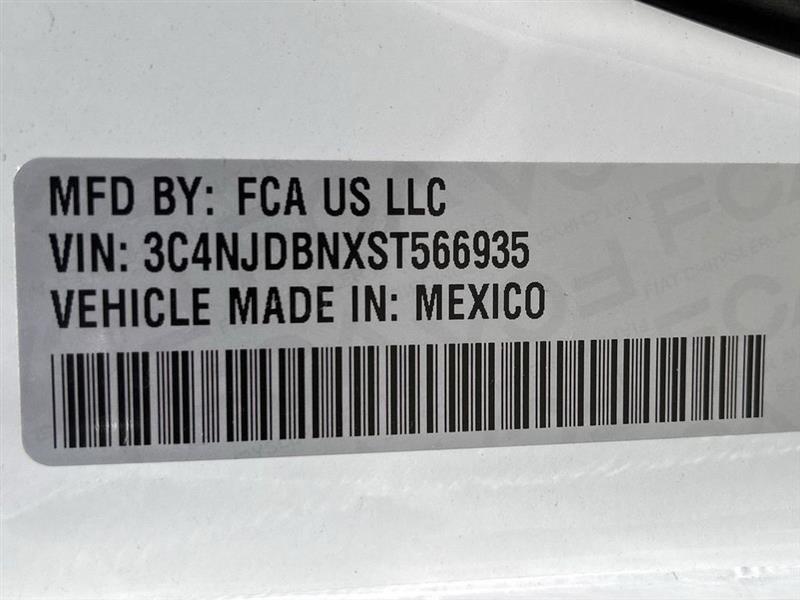 MFD BY: FCA US LLC
VIN: 3C4NJDBNXST566935
VEHICLE MADE IN: MEXICO